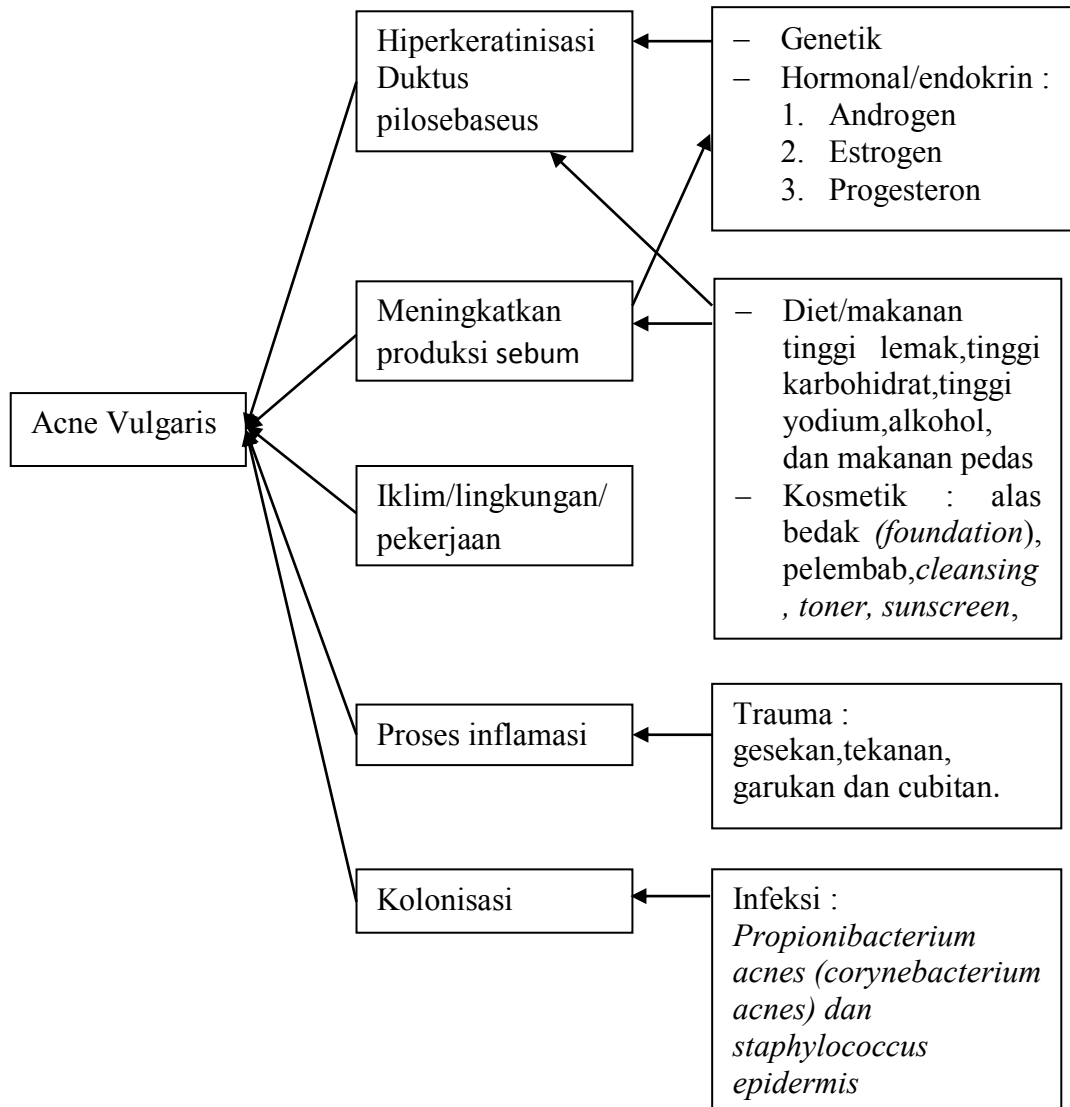 Hiperkeratinisasi
Duktus
pilosebaseus
– Genetik
– Hormonal/endokrin :
1. Androgen
2. Estrogen
3. Progesteron
Meningkatkan
produksi sebum
– Diet/makanan
tinggi lemak,tinggi
karbohidrat,tinggi
yodium,alkohol,
dan makanan pedas
– Kosmetik : alas
bedak (foundation),
pelembab,cleansing
, toner, sunscreen,
Acne Vulgaris
Iklim/lingkungan/
pekerjaan
Proses inflamasi
Trauma :
gesekan,tekanan,
garukan dan cubitan.
Kolonisasi
Infeksi :
Propionibacterium
acnes (corynebacterium
acnes) dan
staphylococcus
epidermis